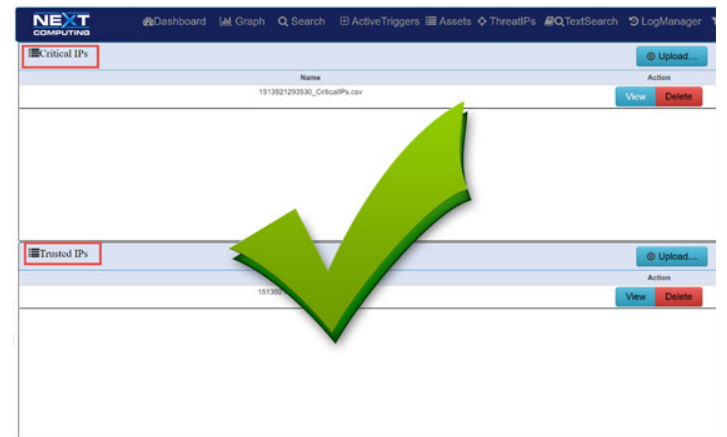 NEXT COMPUTING
Dashboard Graph Search ActiveTriggers Assets ThreatIPs TextSearch LogManager
Critical IPs
Upload...
Name Action
1513921293530_CriticalIPs.csv
View Delete
Trusted IPs
Upload...
Action
View Delete